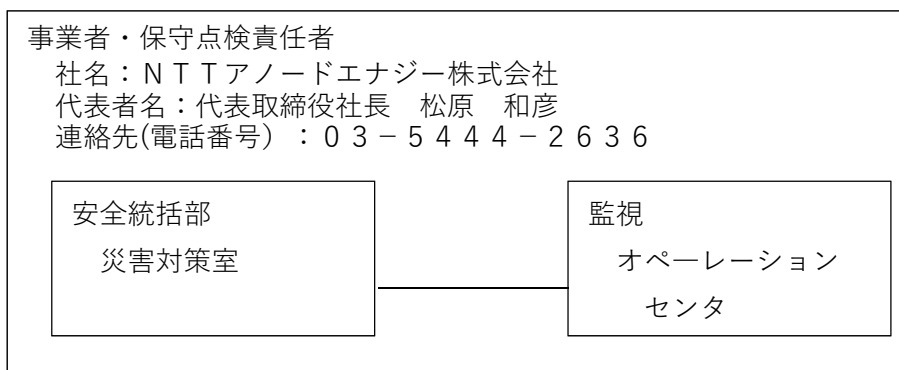 事業者・保守点検責任者
社名：ＮＴＴアノードエナジー株式会社
代表者名：代表取締役社長　松原　和彦
連絡先(電話番号）：０３－５４４４－２６３６
安全統括部
災害対策室
監視
オペ―レーション
センタ